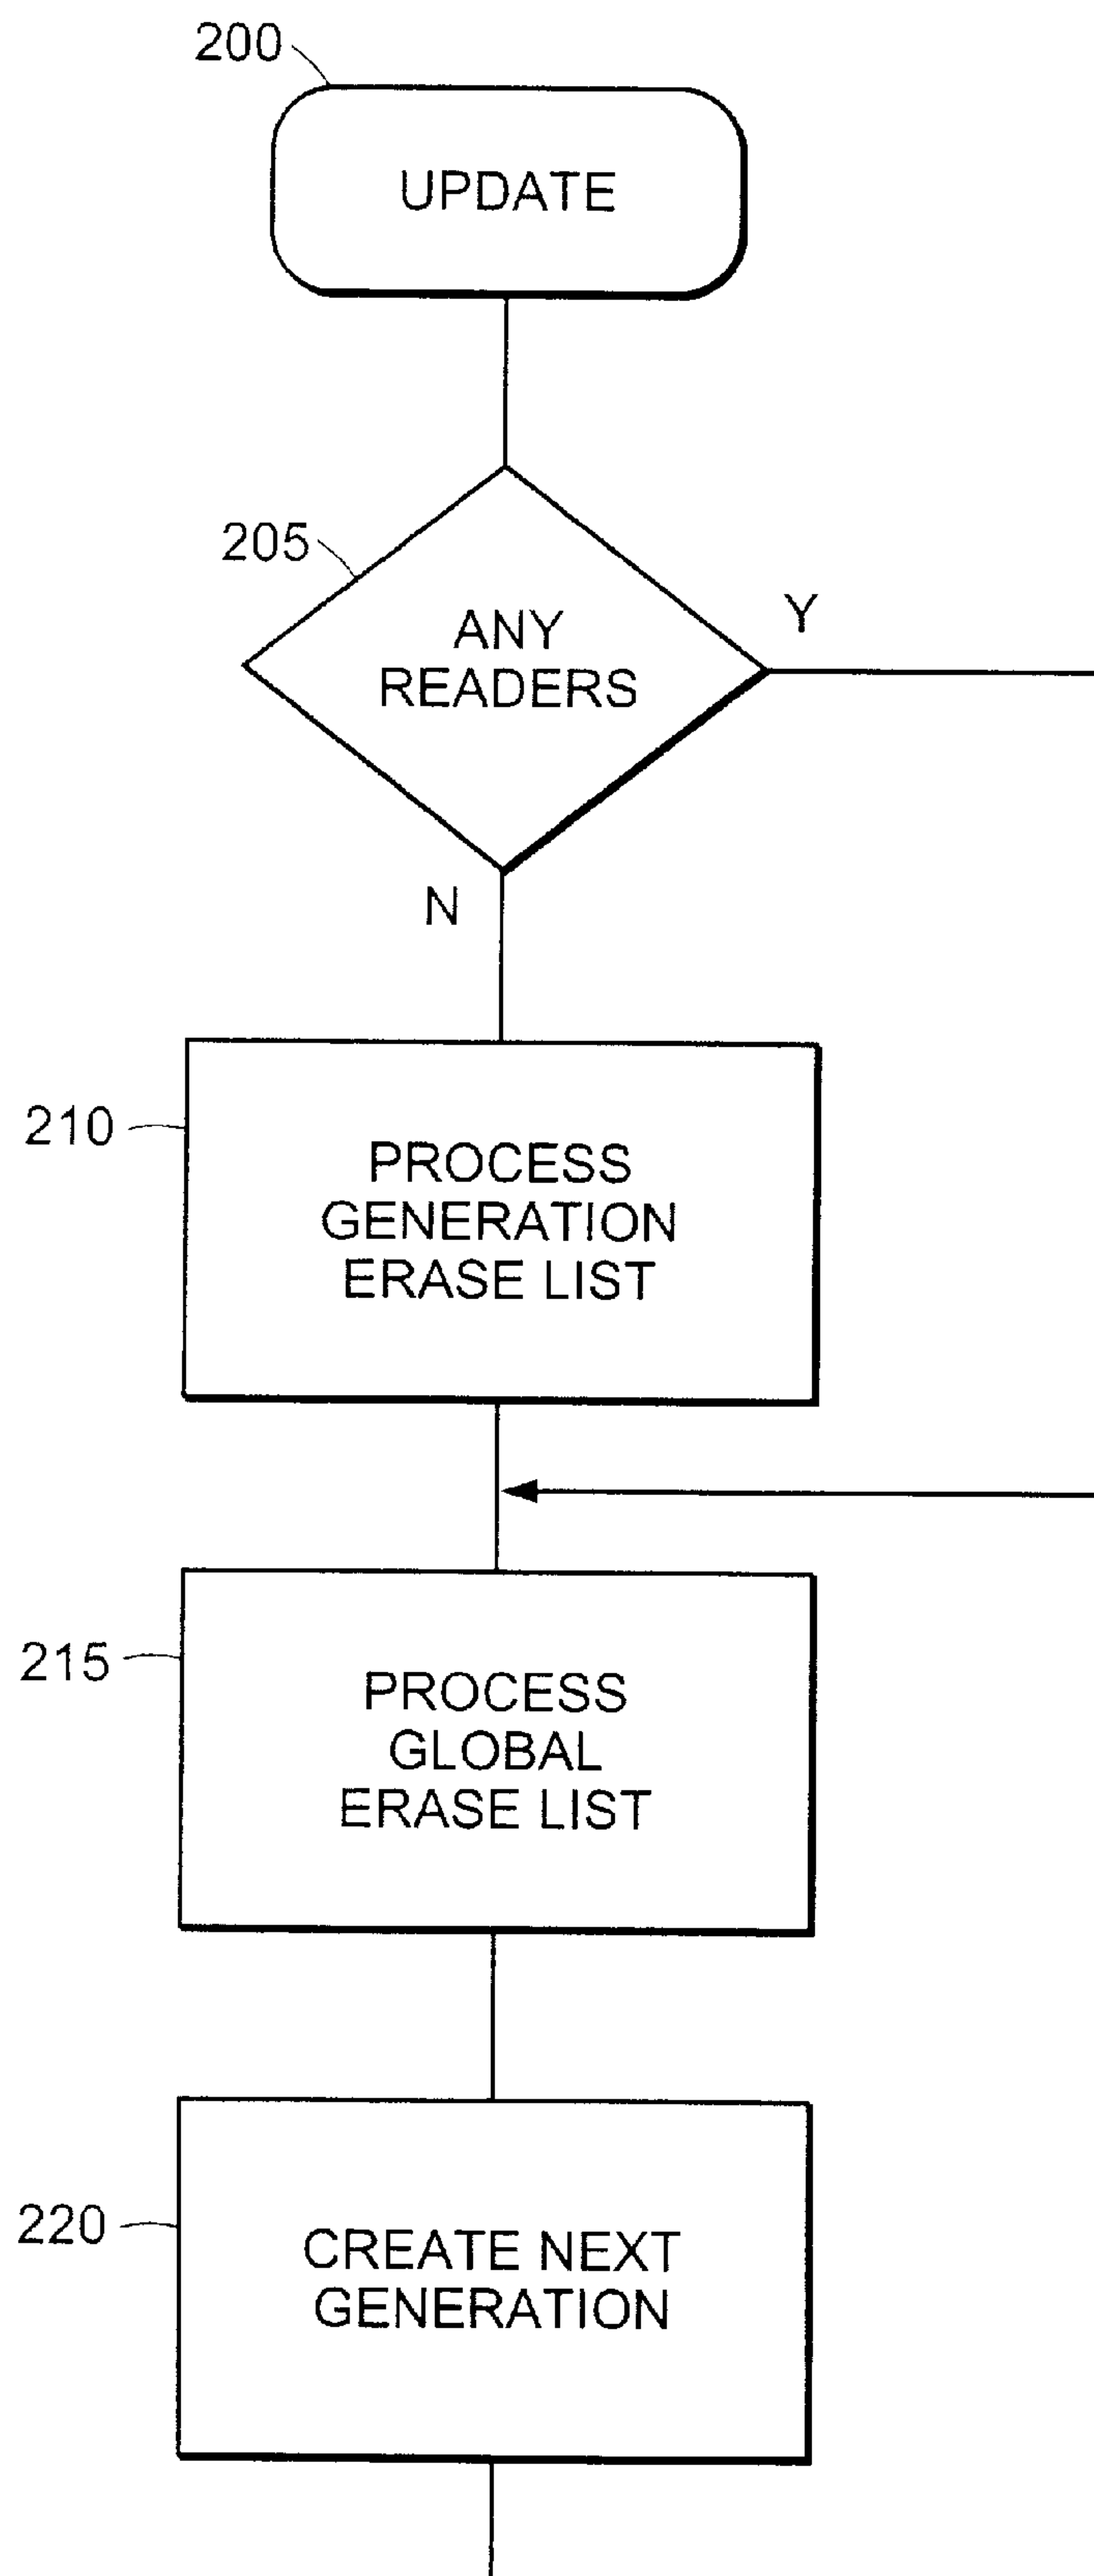 200
UPDATE
205
ANY
READERS
Y
N
210
PROCESS
GENERATION
ERASE LIST
215
PROCESS
GLOBAL
ERASE LIST
220
CREATE NEXT
GENERATION